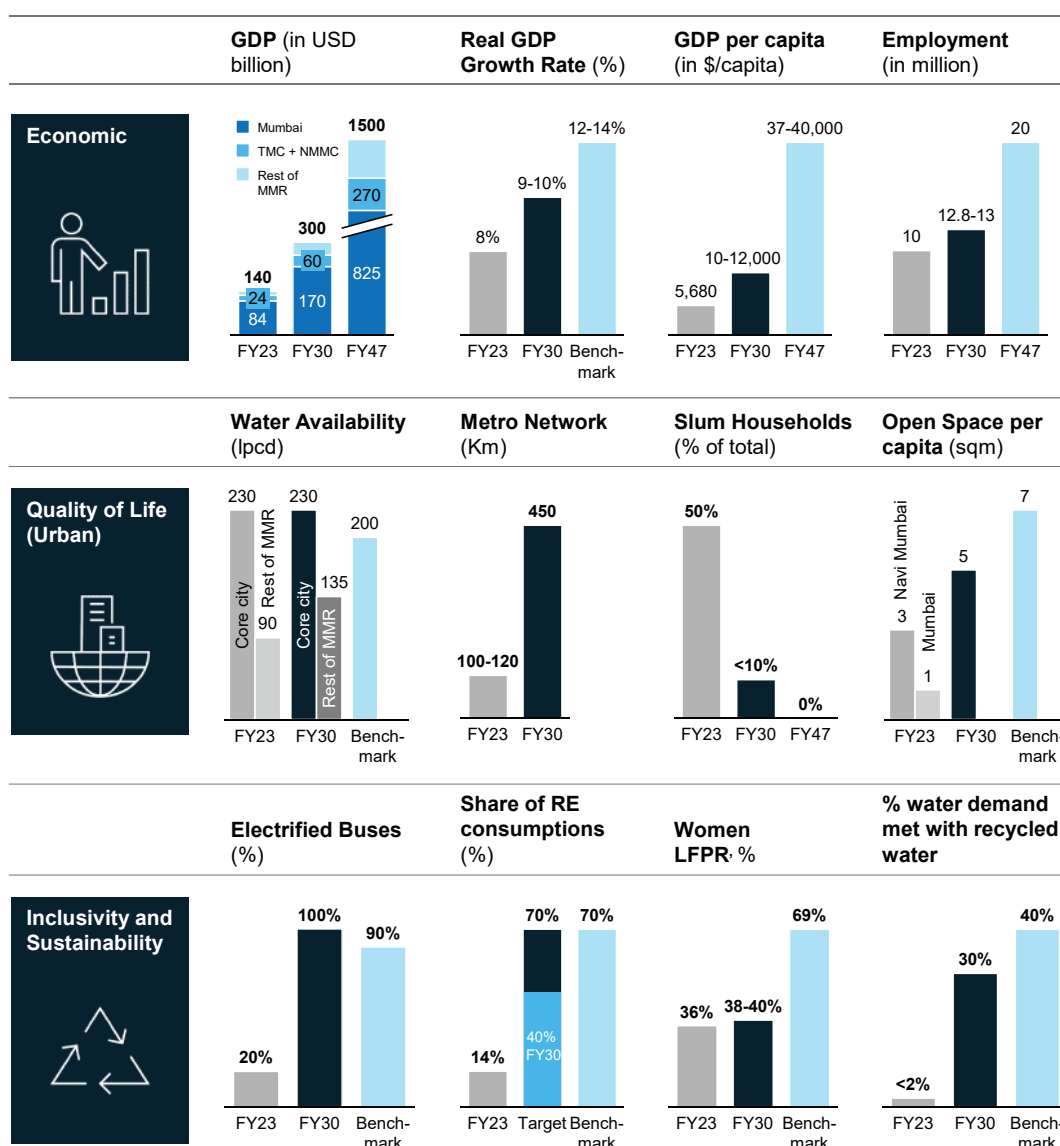 GDP (in USD
billion)
Real GDP
Growth Rate (%)
GDP per capita
(in $/capita)
Employment
(in million)
Economic
Mumbai
TMC + NMMC
Rest of
MMR
140
24
84
300
60
170
1500
270
825
FY23 FY30 FY47
8%
9-10%
12-14%
FY23 FY30 Bench-
mark
5,680
10-12,000
37-40,000
FY23 FY30 FY47
10
12.8-13
20
FY23 FY30 FY47
Water Availability
(lpcd)
Metro Network
(Km)
Slum Households
(% of total)
Open Space per
capita (sqm)
Quality of Life
(Urban)
230
Core city
Rest of MMR
90
230
Core city
135
Rest of MMR
200
FY23 FY30 Bench-
mark
100-120
450
FY23 FY30
50%
<10%
0%
FY23 FY30 FY47
Navi Mumbai
3
Mumbai
1
5
7
FY23 FY30 Bench-
mark
Electrified Buses
(%)
Share of RE
consumptions
(%)
Women
LFPR, %
% water demand
met with recycled
water
Inclusivity and
Sustainability
20%
100%
90%
FY23 FY30 Bench-
mark
14%
70%
40%
FY30
70%
FY23 Target Bench-
mark
36%
38-40%
69%
FY23 FY30 Bench-
mark
<2%
30%
40%
FY23 FY30 Bench-
mark